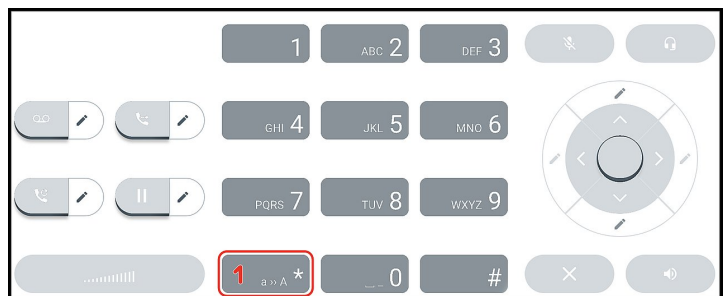 1
ABC 2
DEF 3
GHI 4
JKL 5
MNO 6
PQRS 7
TUV 8
WXYZ 9
1 a ›› A *
_ 0
#